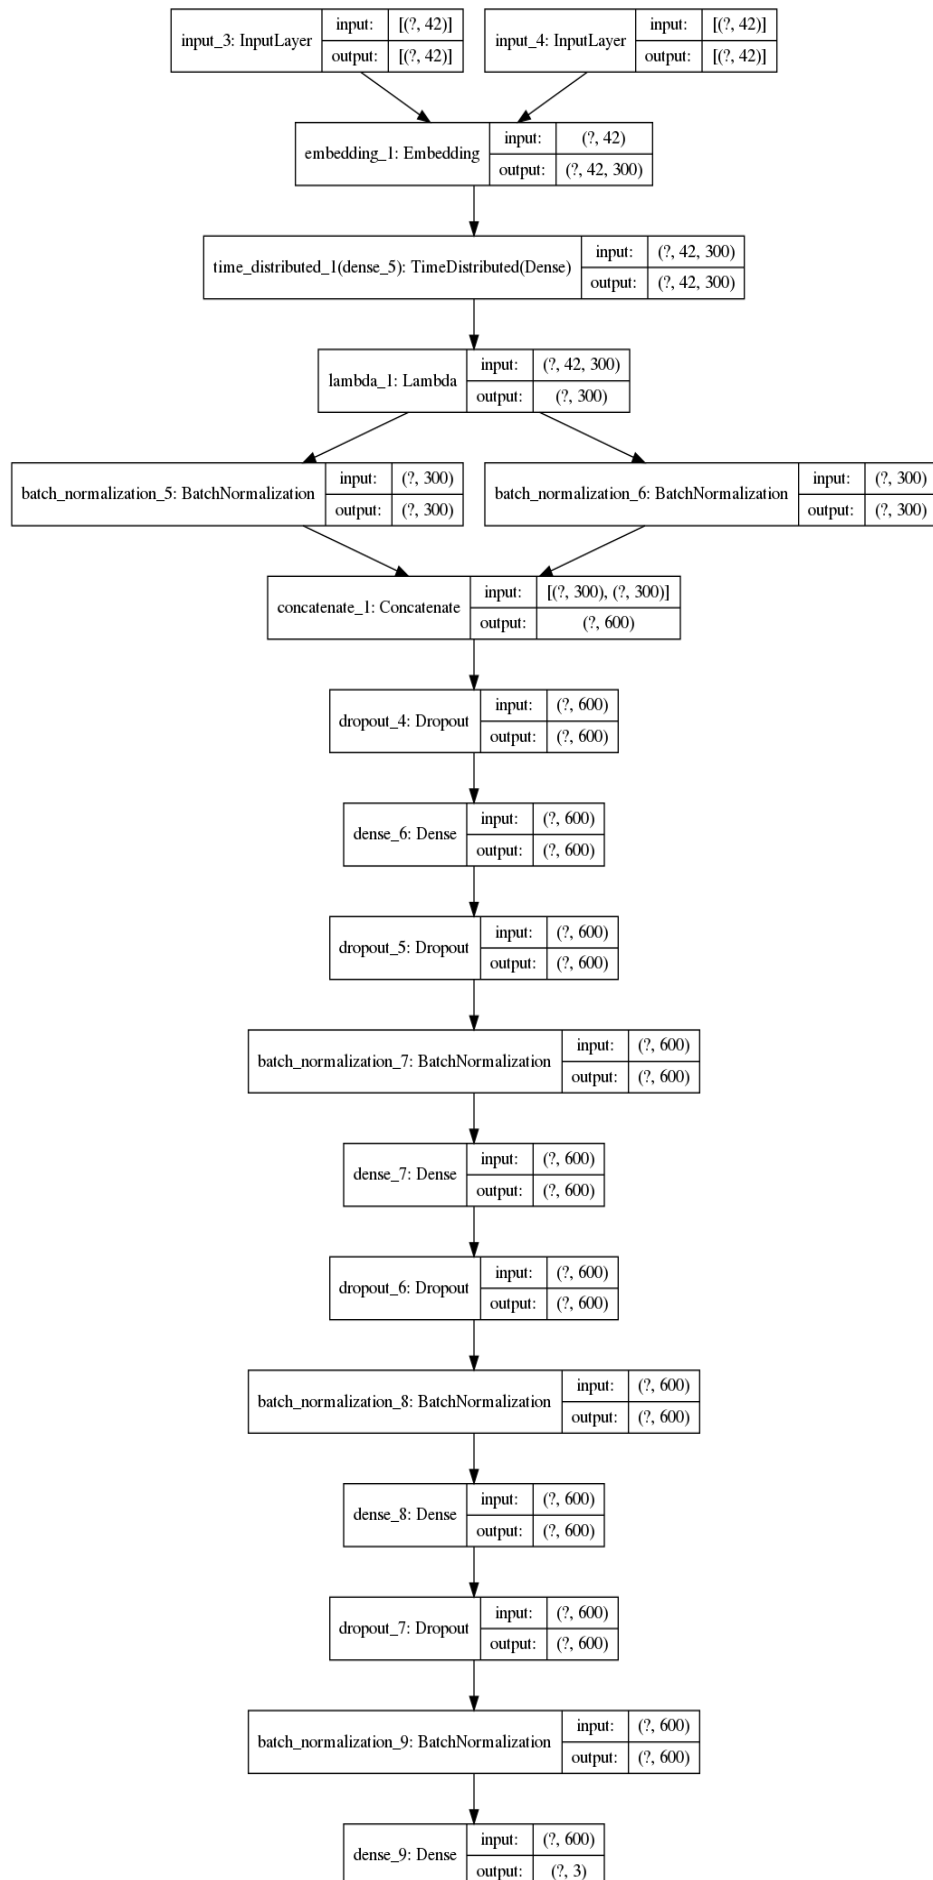 input_3: InputLayer
input: [(?, 42)]
output: [(?, 42)]
input_4: InputLayer
input: [(?, 42)]
output: [(?, 42)]
embedding_1: Embedding
input: (?, 42)
output: (?, 42, 300)
time_distributed_1(dense_5): TimeDistributed(Dense)
input: (?, 42, 300)
output: (?, 42, 300)
lambda_1: Lambda
input: (?, 42, 300)
output: (?, 300)
batch_normalization_5: BatchNormalization
input: (?, 300)
output: (?, 300)
batch_normalization_6: BatchNormalization
input: (?, 300)
output: (?, 300)
concatenate_1: Concatenate
input: [(?, 300), (?, 300)]
output: (?, 600)
dropout_4: Dropout
input: (?, 600)
output: (?, 600)
dense_6: Dense
input: (?, 600)
output: (?, 600)
dropout_5: Dropout
input: (?, 600)
output: (?, 600)
batch_normalization_7: BatchNormalization
input: (?, 600)
output: (?, 600)
dense_7: Dense
input: (?, 600)
output: (?, 600)
dropout_6: Dropout
input: (?, 600)
output: (?, 600)
batch_normalization_8: BatchNormalization
input: (?, 600)
output: (?, 600)
dense_8: Dense
input: (?, 600)
output: (?, 600)
dropout_7: Dropout
input: (?, 600)
output: (?, 600)
batch_normalization_9: BatchNormalization
input: (?, 600)
output: (?, 600)
dense_9: Dense
input: (?, 600)
output: (?, 3)